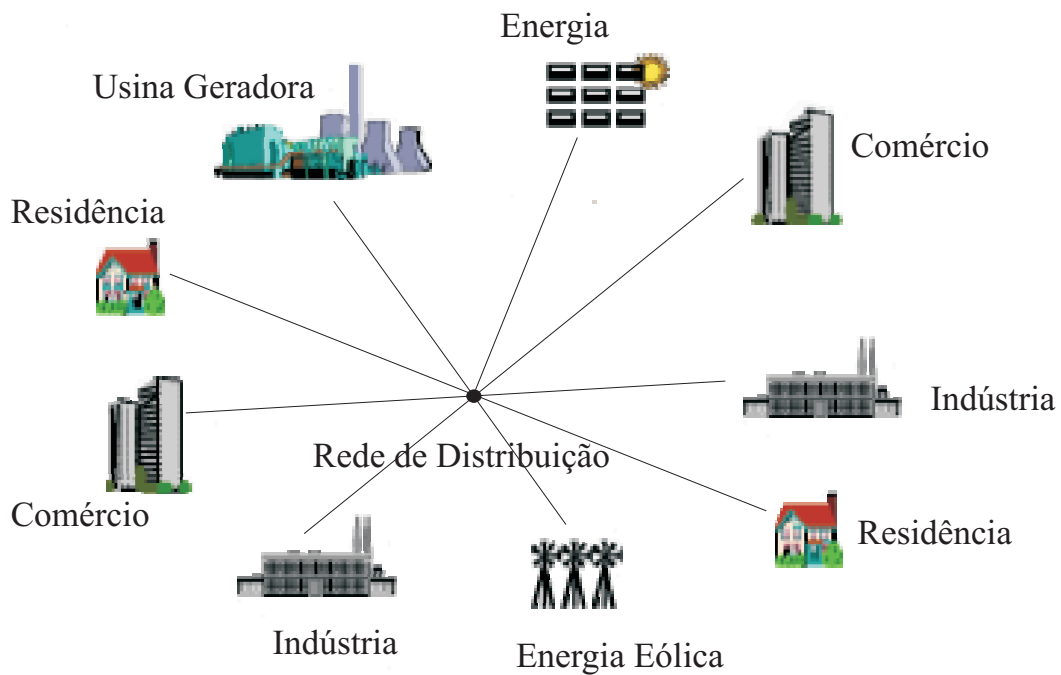 Energia
Usina Geradora
Comércio
Residência
Indústria
Rede de Distribuição
Comércio
Residência
Indústria
Energia Eólica